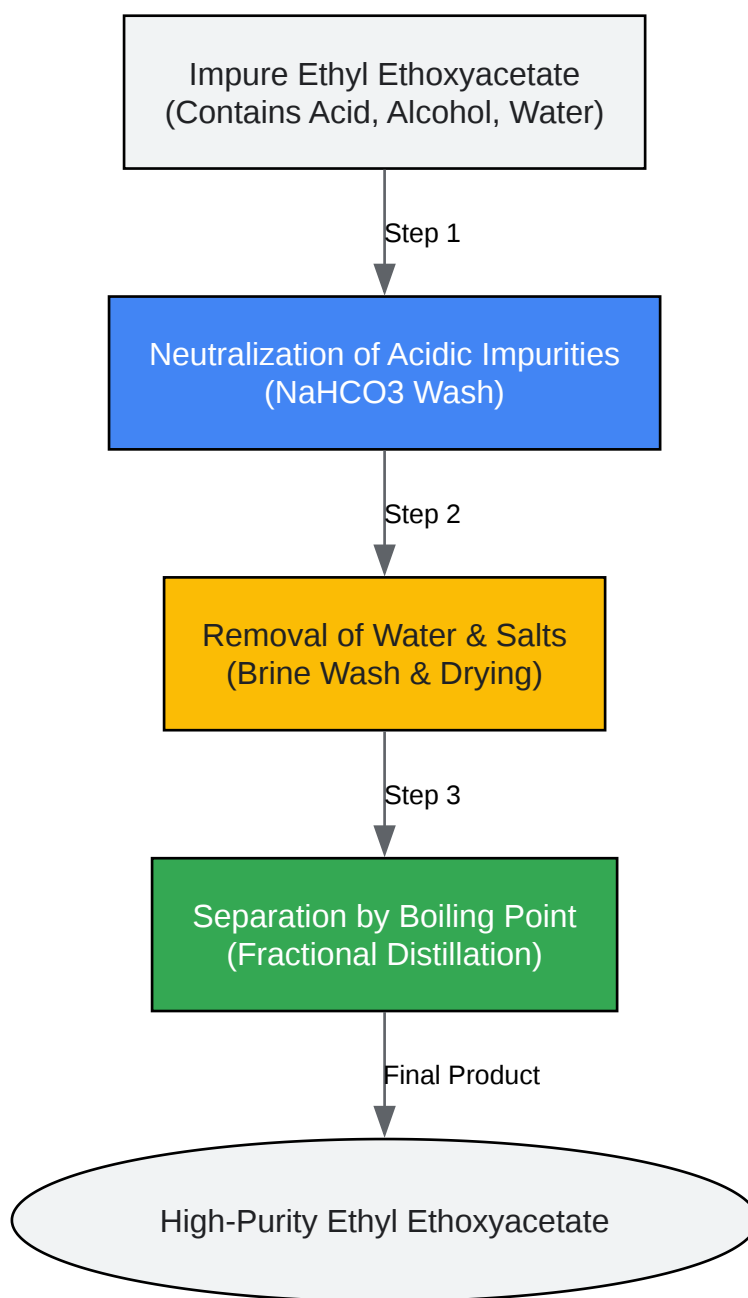 Impure Ethyl Ethoxyacetate
(Contains Acid, Alcohol, Water)
Step 1
Neutralization of Acidic Impurities
(NaHCO3 Wash)
Step 2
Removal of Water & Salts
(Brine Wash & Drying)
Step 3
Separation by Boiling Point
(Fractional Distillation)
Final Product
High-Purity Ethyl Ethoxyacetate